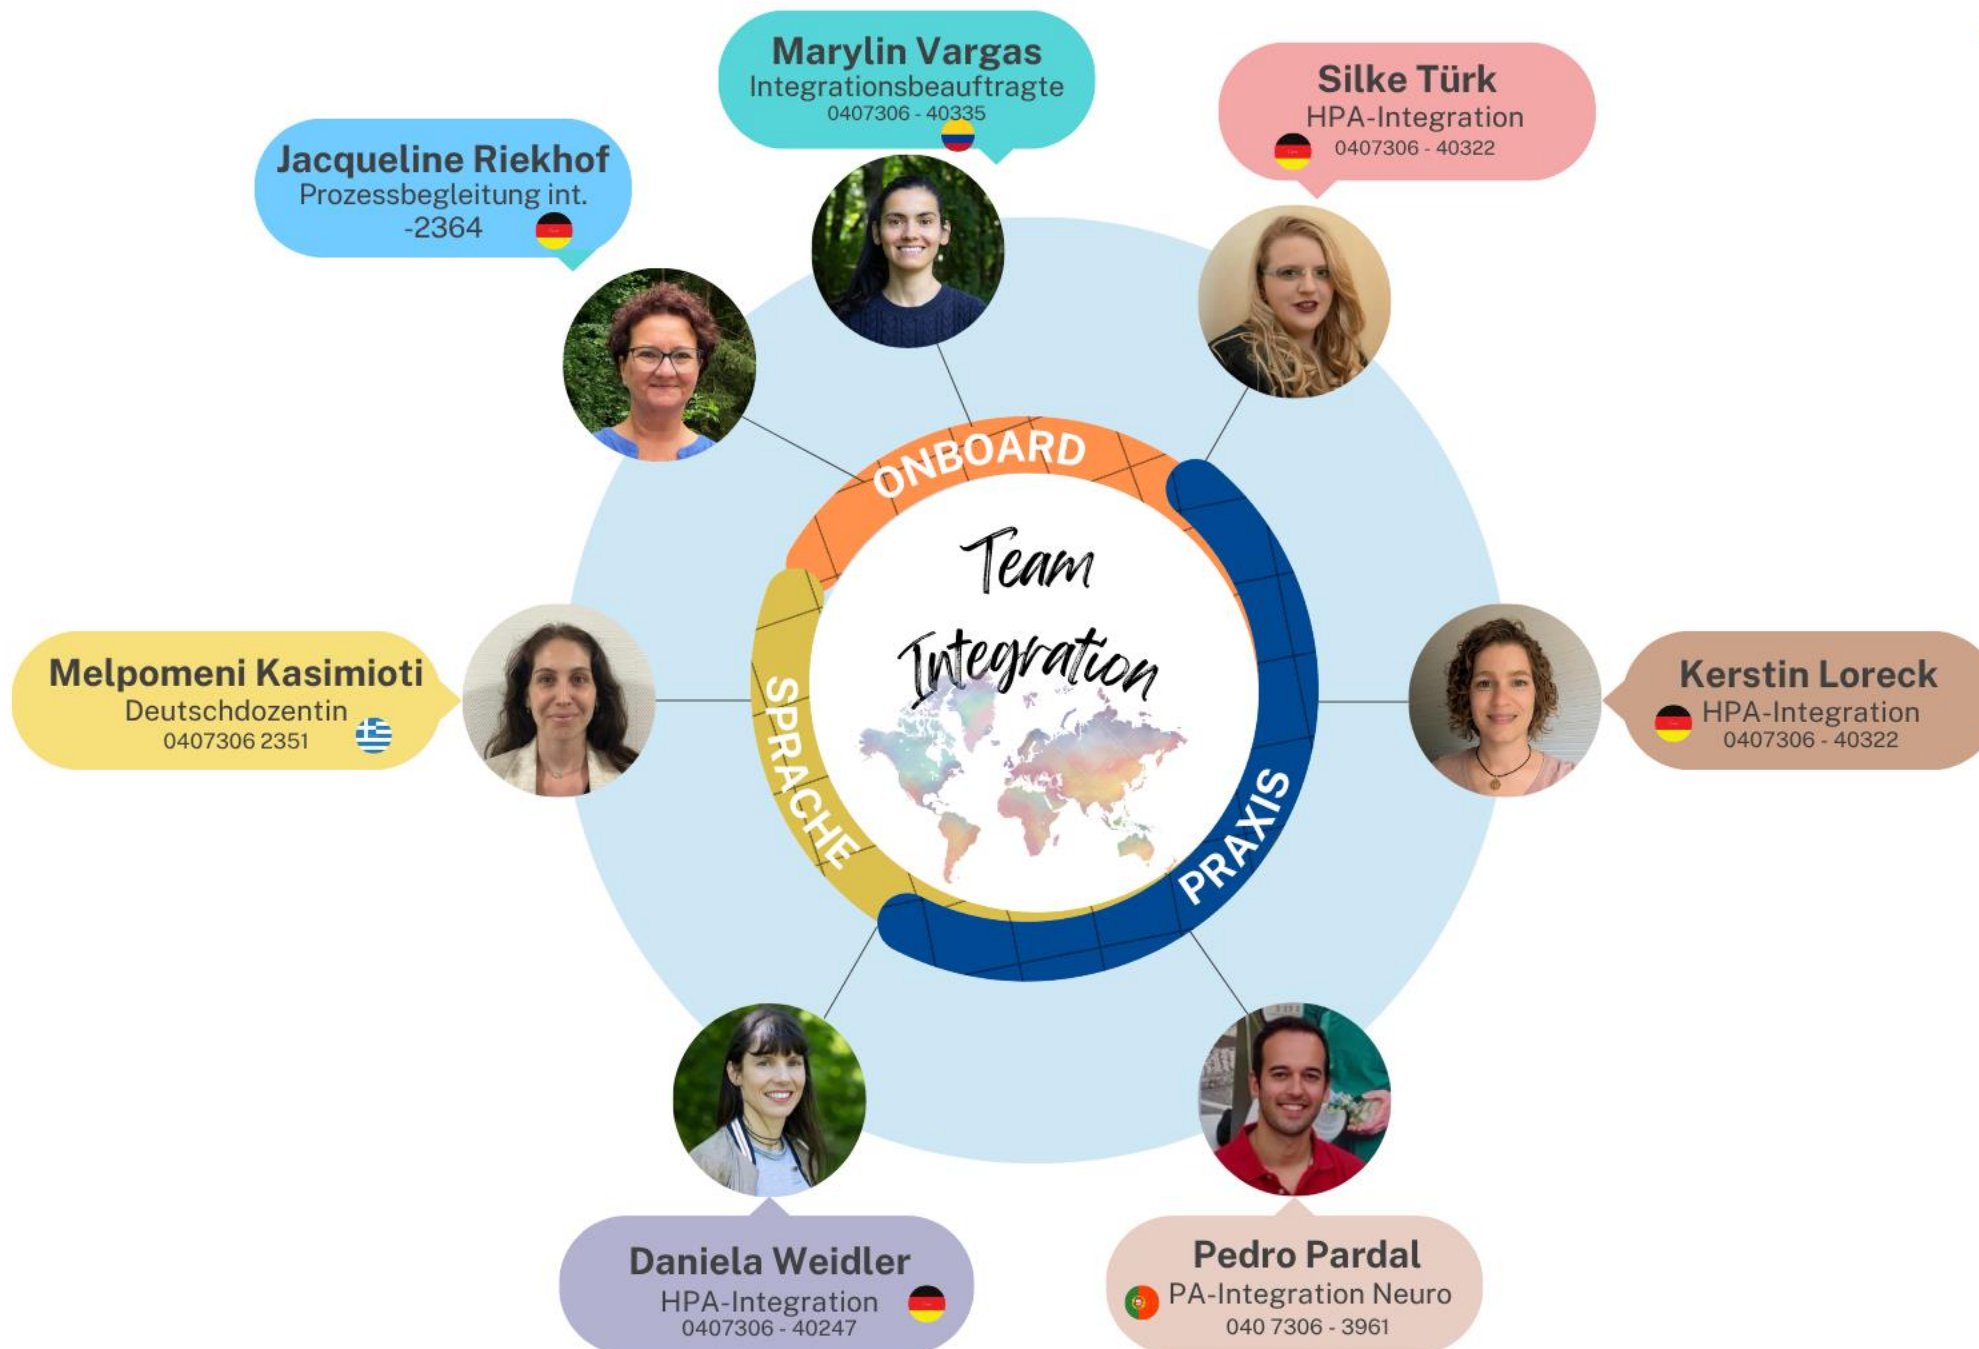 Marylin Vargas
Integrationsbeauftragte
0407306 - 40335
Silke Türk
HPA-Integration
0407306 - 40322
Jacqueline Riekhof
Prozessbegleitung int.
-2364
ONBOARD
Team
Integration
SPRACHE
PRAXIS
Melpomeni Kasimioti
Deutschdozentin
0407306 2351
Kerstin Loreck
HPA-Integration
0407306 - 40322
Daniela Weidler
HPA-Integration
0407306 - 40247
Pedro Pardal
PA-Integration Neuro
040 7306 - 3961